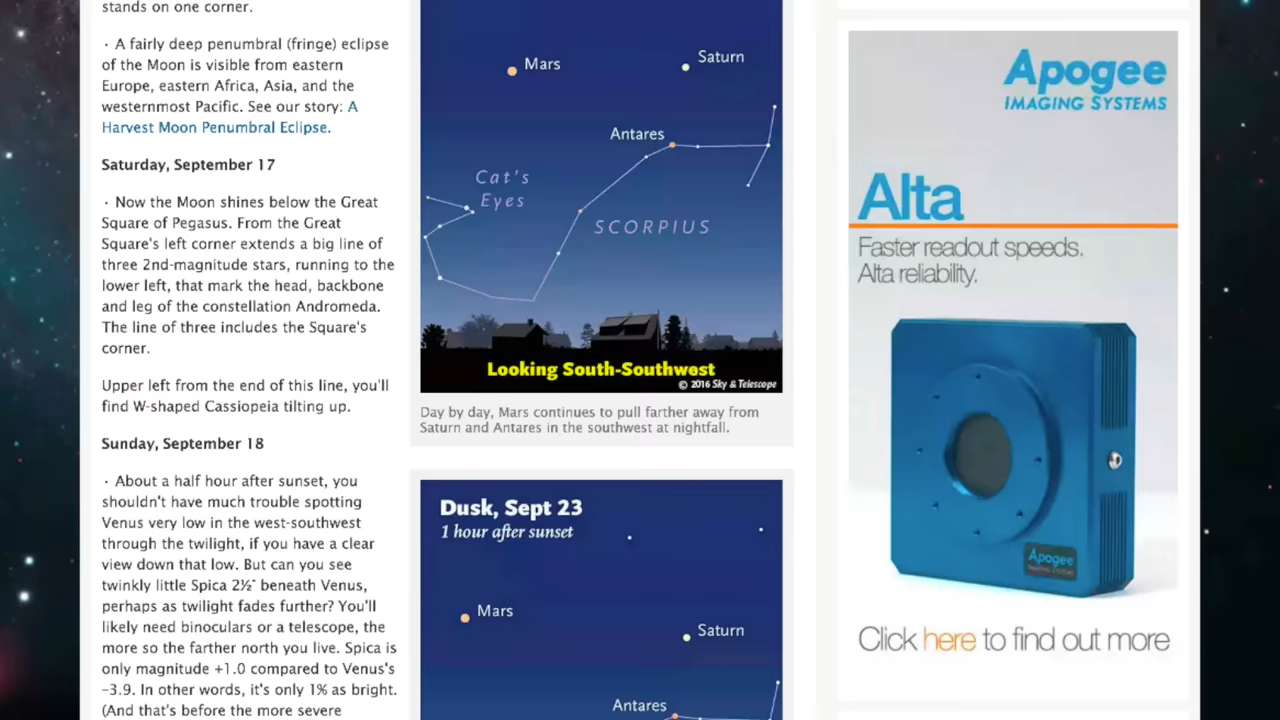 stands on one corner.
· A fairly deep penumbral (fringe) eclipse
of the Moon is visible from eastern
Europe, eastern Africa, Asia, and the
westernmost Pacific. See our story: A
Harvest Moon Penumbral Eclipse.
Saturday, September 17
· Now the Moon shines below the Great
Square of Pegasus. From the Great
Square's left corner extends a big line of
three 2nd-magnitude stars, running to the
lower left, that mark the head, backbone
and leg of the constellation Andromeda.
The line of three includes the Square's
corner.
Upper left from the end of this line, you'll
find W-shaped Cassiopeia tilting up.
Sunday, September 18
· About a half hour after sunset, you
shouldn't have much trouble spotting
Venus very low in the west-southwest
through the twilight, if you have a clear
view down that low. But can you see
twinkly little Spica 2½° beneath Venus,
perhaps as twilight fades further? You'll
likely need binoculars or a telescope, the
more so the farther north you live. Spica is
only magnitude +1.0 compared to Venus's
–3.9. In other words, it's only 1% as bright.
(And that's before the more severe
Mars
Saturn
Antares
Cat's
Eyes
SCORPIUS
Looking South-Southwest
© 2016 Sky & Telescope
Day by day, Mars continues to pull farther away from
Saturn and Antares in the southwest at nightfall.
Dusk, Sept 23
1 hour after sunset
Mars
Saturn
Antares
Apogee
IMAGING SYSTEMS
Alta
Faster readout speeds.
Alta reliability.
Apogee
IMAGING SYSTEMS
Click here to find out more